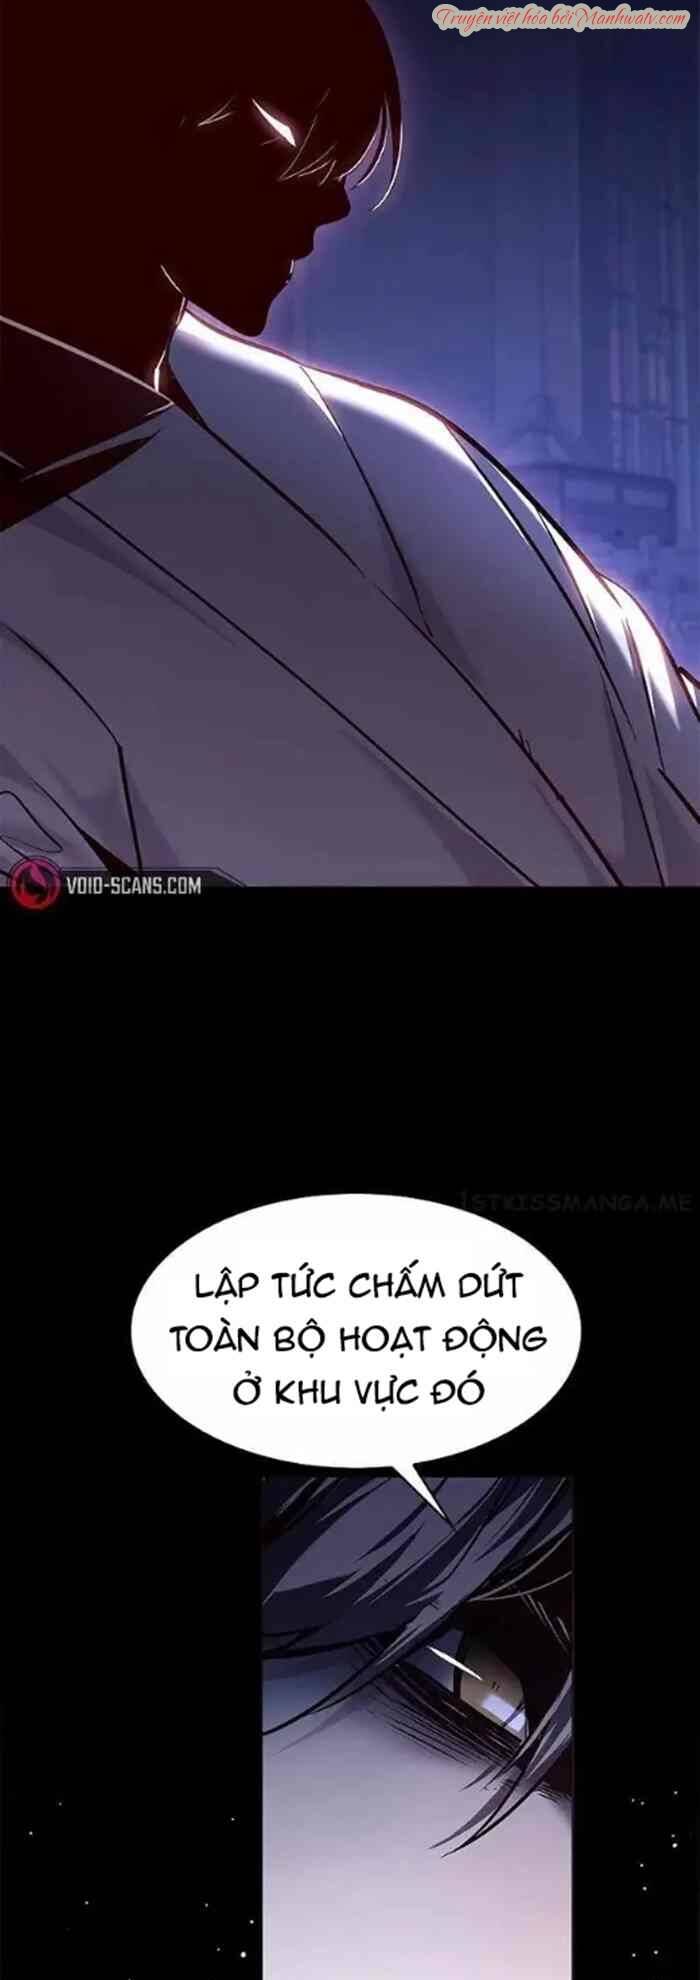 Truyện việt hóa bởi Manhwatv.com
VOID-SCANS.COM
1STKISSMANGA.ME
LẬP TỨC CHẤM DỨT
TOÀN BỘ HOẠT ĐỘNG
Ở KHU VỰC ĐÓ